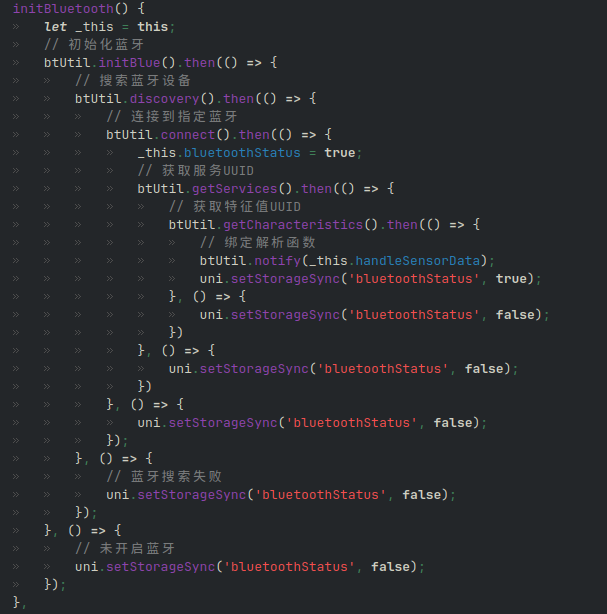 initBluetooth() {
    let _this = this;
    // 初始化蓝牙
    btUtil.initBlue().then(() => {
        // 搜索蓝牙设备
        btUtil.discovery().then(() => {
            // 连接到指定蓝牙
            btUtil.connect().then(() => {
                _this.bluetoothStatus = true;
                // 获取服务UUID
                btUtil.getServices().then(() => {
                    // 获取特征值UUID
                    btUtil.getCharacteristics().then(() => {
                        // 绑定解析函数
                        btUtil.notify(_this.handleSensorData);
                        uni.setStorageSync('bluetoothStatus', true);
                    }, () => {
                        uni.setStorageSync('bluetoothStatus', false);
                    })
                }, () => {
                    uni.setStorageSync('bluetoothStatus', false);
                })
            }, () => {
                uni.setStorageSync('bluetoothStatus', false);
            });
        }, () => {
            // 蓝牙搜索失败
            uni.setStorageSync('bluetoothStatus', false);
        });
    }, () => {
        // 未开启蓝牙
        uni.setStorageSync('bluetoothStatus', false);
    });
},